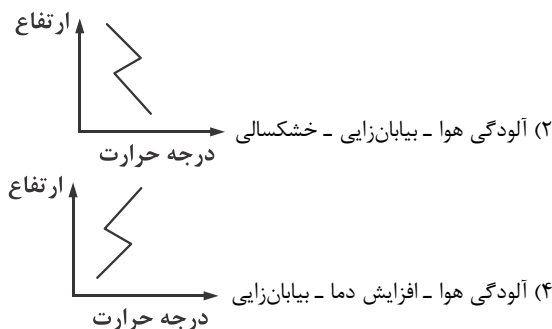 ارتفاع
۲) آلودگی هوا ـ بیابان‌زایی ـ خشکسالی
درجه حرارت
ارتفاع
۴) آلودگی هوا ـ افزایش دما ـ بیابان‌زایی
درجه حرارت